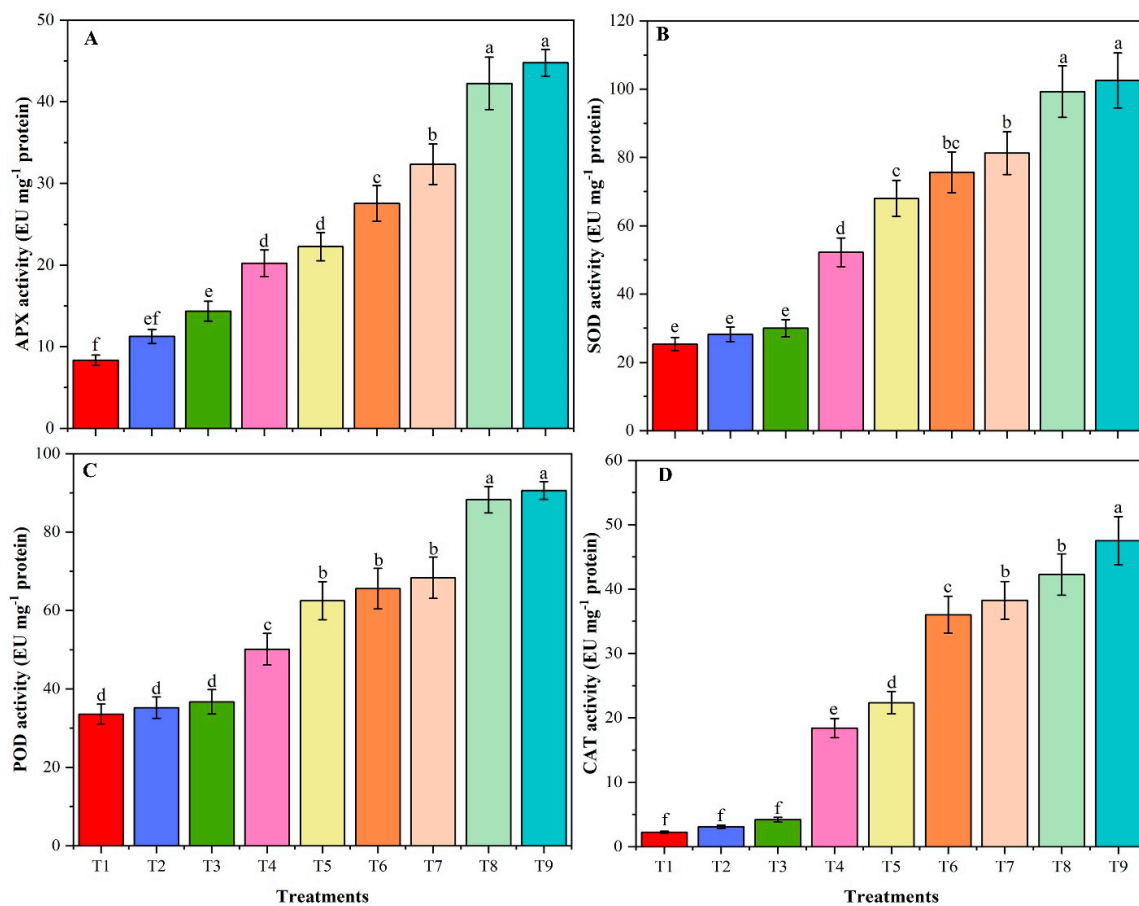 A
APX activity (EU mg⁻¹ protein)
50
40
30
20
10
0
f
ef
e
d
d
c
b
a
a
B
SOD activity (EU mg⁻¹ protein)
120
100
80
60
40
20
0
e
e
e
d
c
bc
b
a
a
C
POD activity (EU mg⁻¹ protein)
100
80
60
40
20
0
d
d
d
c
b
b
b
a
a
T1 T2 T3 T4 T5 T6 T7 T8 T9
Treatments
D
CAT activity (EU mg⁻¹ protein)
60
50
40
30
20
10
0
f
f
f
e
d
c
b
b
a
T1 T2 T3 T4 T5 T6 T7 T8 T9
Treatments